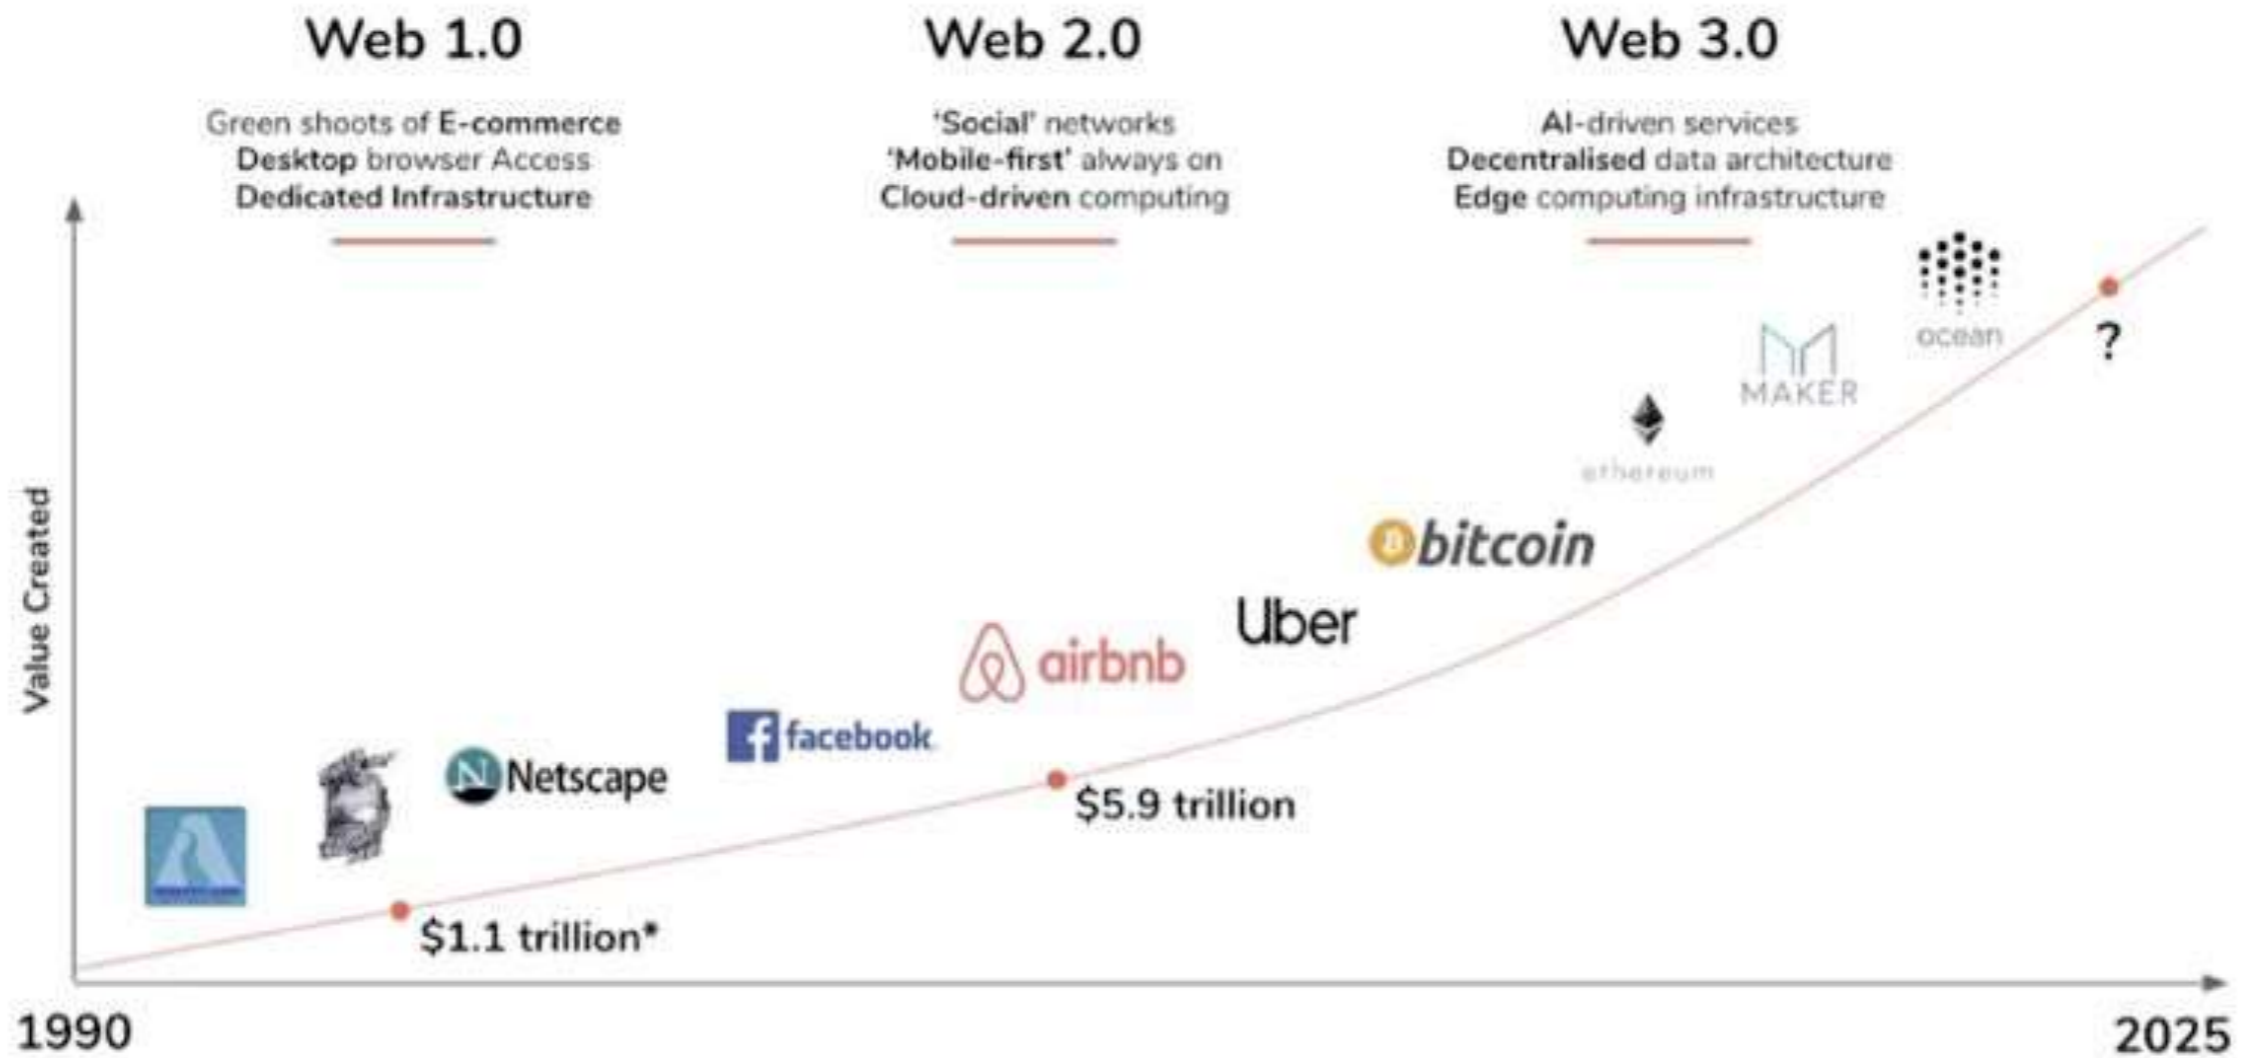 Web 1.0
Green shoots of E-commerce
Desktop browser Access
Dedicated Infrastructure
Web 2.0
'Social' networks
'Mobile-first' always on
Cloud-driven computing
Web 3.0
AI-driven services
Decentralised data architecture
Edge computing infrastructure
Value Created
Netscape
$1.1 trillion*
facebook
airbnb
$5.9 trillion
Uber
bitcoin
ethereum
MAKER
ocean
?
1990
2025